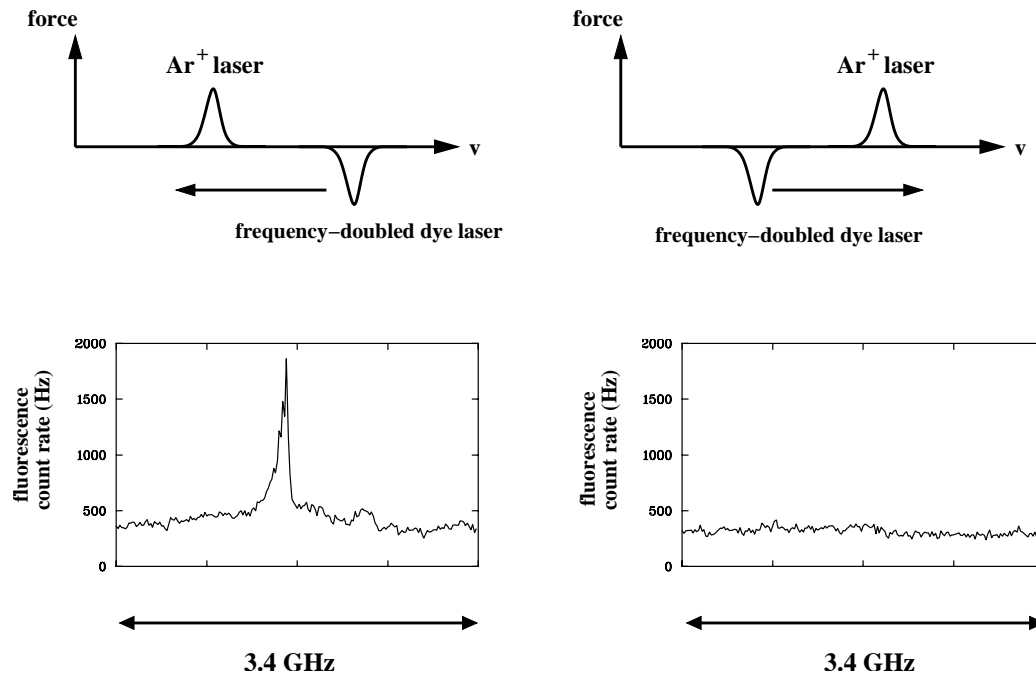 force
Ar+ laser
v
frequency−doubled dye laser
force
Ar+ laser
v
frequency−doubled dye laser
fluorescence
count rate (Hz)
2000
1500
1000
500
0
3.4 GHz
fluorescence
count rate (Hz)
2000
1500
1000
500
0
3.4 GHz